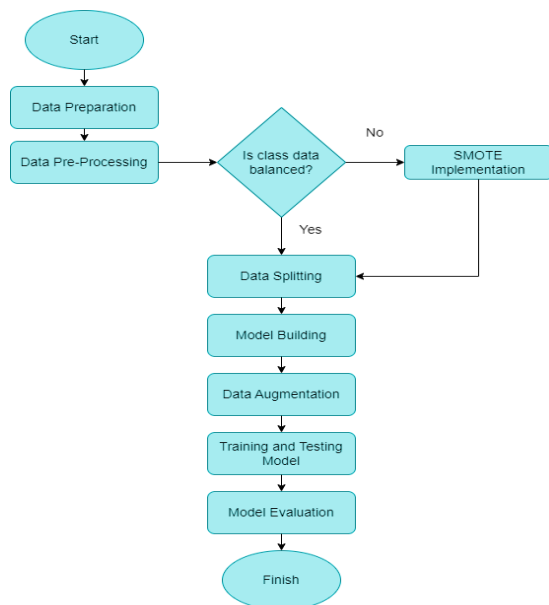 Start
Data Preparation
Data Pre-Processing
Is class data
balanced?
No
SMOTE
Implementation
Yes
Data Splitting
Model Building
Data Augmentation
Training and Testing
Model
Model Evaluation
Finish